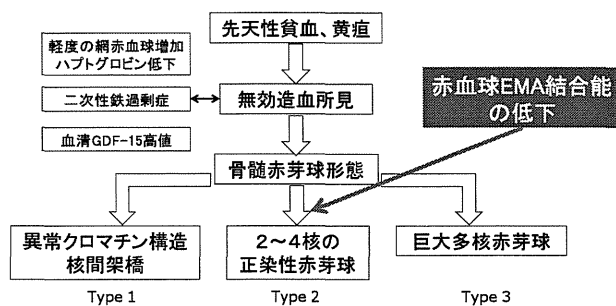 先天性貧血、黄疸
軽度の網赤血球増加
ハプトグロビン低下
二次性鉄過剰症
無効造血所見
赤血球EMA結合能
の低下
血清GDF-15高値
骨髄赤芽球形態
異常クロマチン構造
核間架橋
2～4核の
正染性赤芽球
巨大多核赤芽球
Type 1
Type 2
Type 3